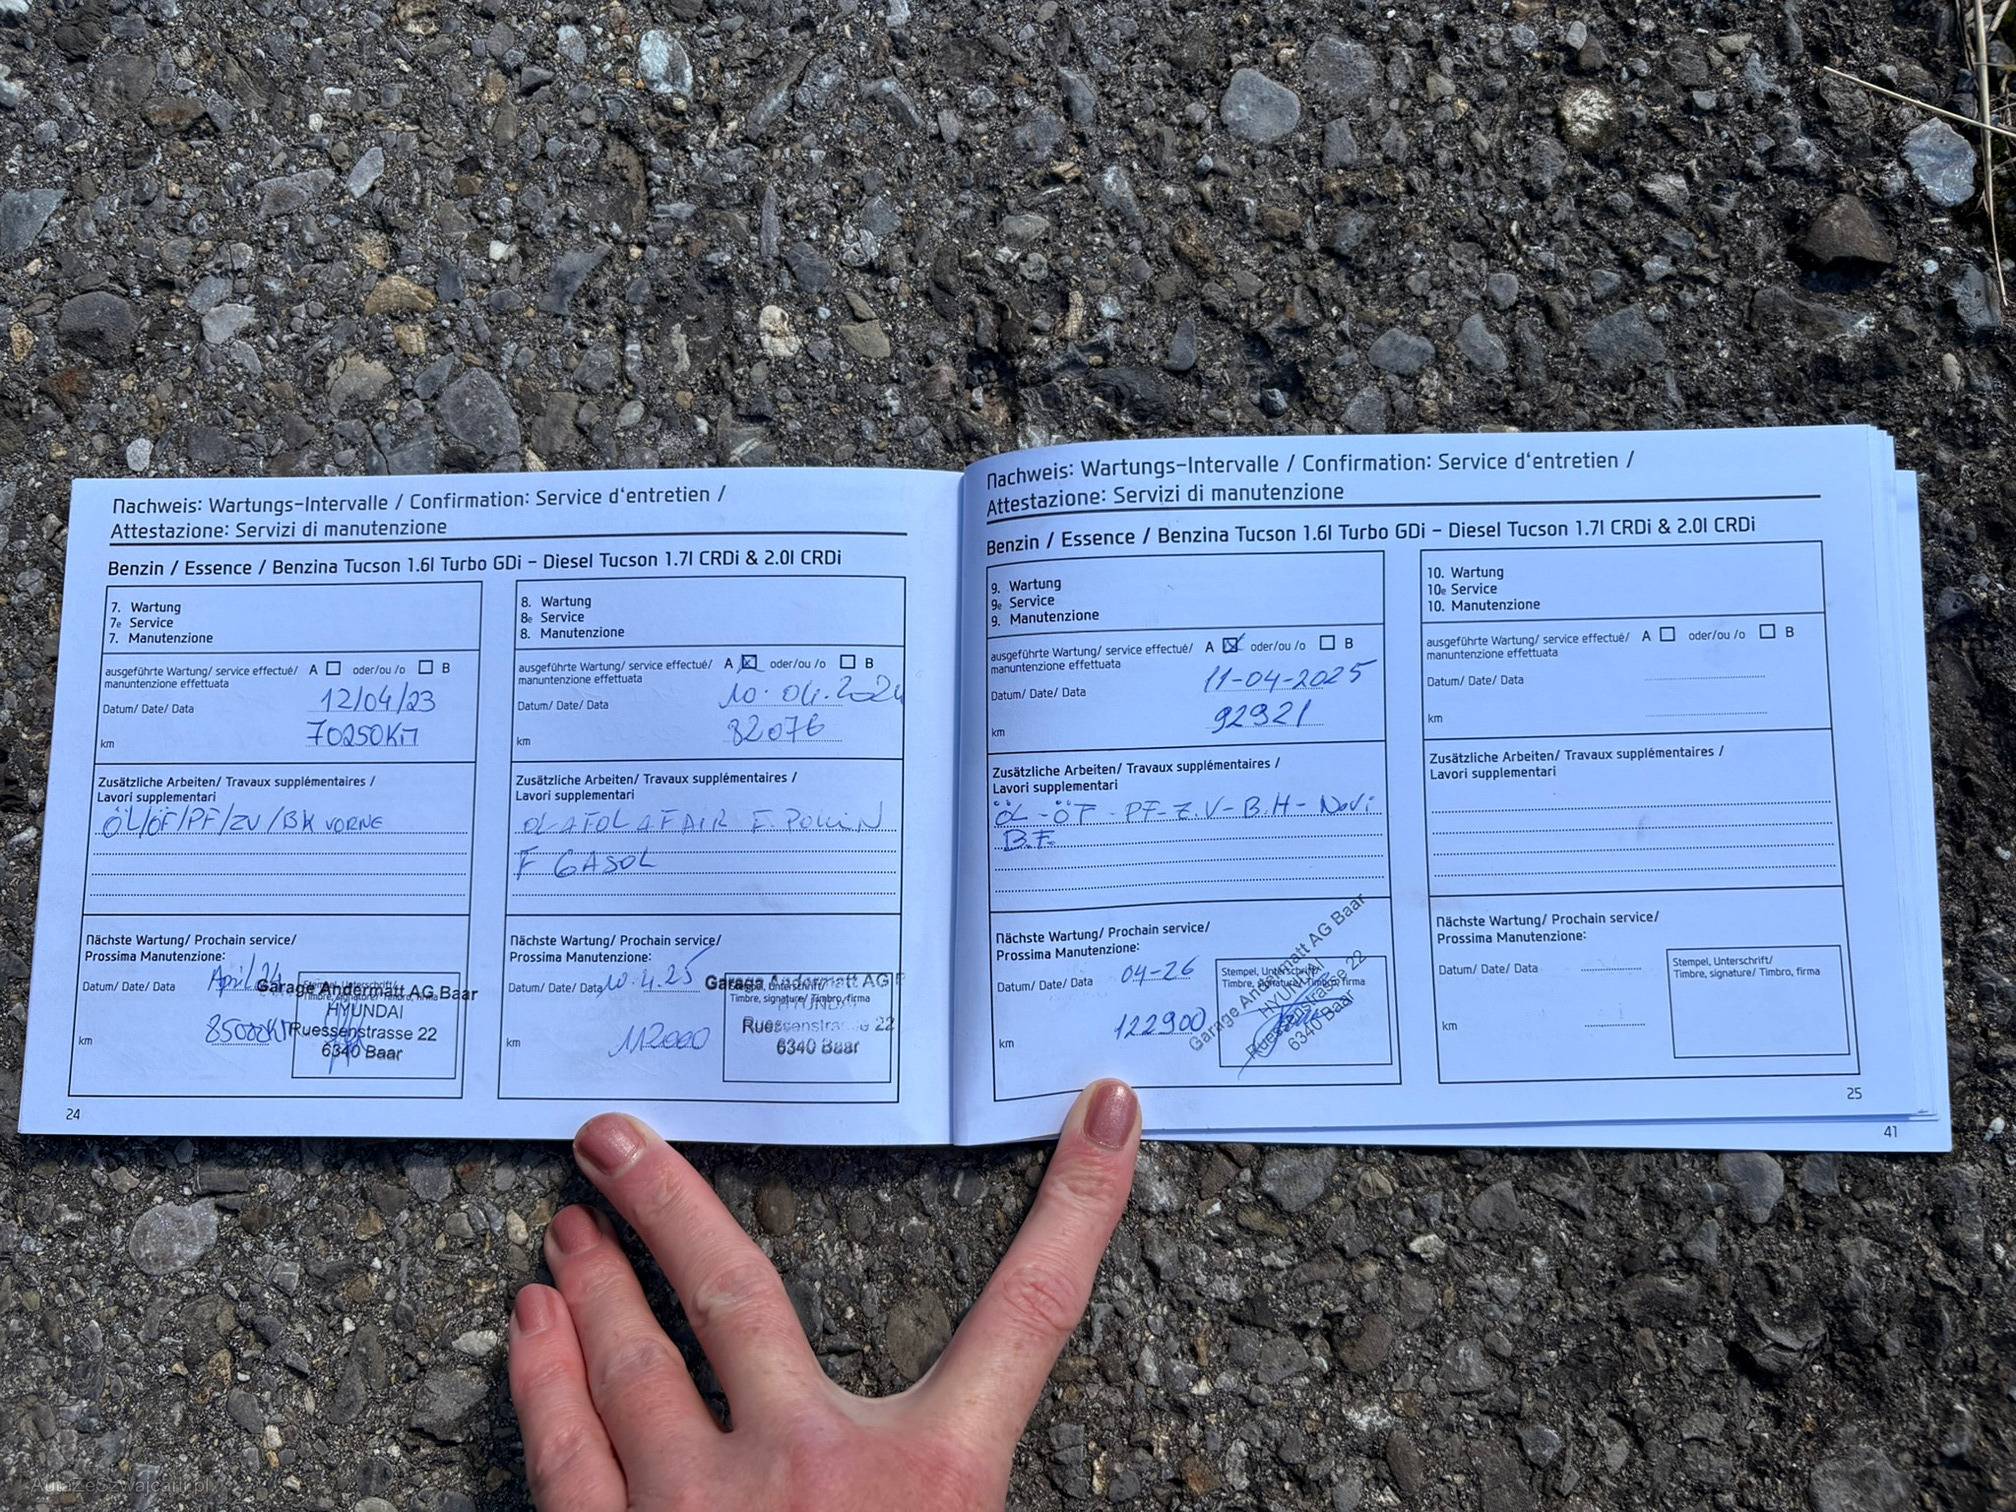 Nachweis: Wartungs-Intervalle / Confirmation: Service d'entretien /
Attestazione: Servizi di manutenzione
Benzin / Essence / Benzina Tucson 1.6l Turbo GDi – Diesel Tucson 1.7l CRDi & 2.0l CRDi
7. Wartung
7e Service
7. Manutenzione
ausgeführte Wartung/ service effectué/ A oder/ou /o B
manuntenzione effettuata
12/04/23
Datum/ Date/ Data
70250KM
km
Zusätzliche Arbeiten/ Travaux supplémentaires /
Lavori supplementari
ÖL/ÖF/PF/ZV/BK VORNE
Nächste Wartung/ Prochain service/
Prossima Manutenzione:
Datum/ Date/ Data April 24
km 85000KM
Stempel, Unterschrift/
Timbre, signature/ Timbro, firma
Garage Andermatt AG Baar
HYUNDAI
Ruessenstrasse 22
6340 Baar
24
8. Wartung
8e Service
8. Manutenzione
ausgeführte Wartung/ service effectué/ A oder/ou /o B
manuntenzione effettuata
10.04.2024
Datum/ Date/ Data
82076
km
Zusätzliche Arbeiten/ Travaux supplémentaires /
Lavori supplementari
F GASOL
Nächste Wartung/ Prochain service/
Prossima Manutenzione:
Datum/ Date/ Data 10.4.25
km 112000
Stempel, Unterschrift/
Timbre, signature/ Timbro, firma
Garage Andermatt AG
HYUNDAI
Ruessenstrasse 22
6340 Baar
Nachweis: Wartungs-Intervalle / Confirmation: Service d'entretien /
Attestazione: Servizi di manutenzione
Benzin / Essence / Benzina Tucson 1.6l Turbo GDi – Diesel Tucson 1.7l CRDi & 2.0l CRDi
9. Wartung
9e Service
9. Manutenzione
ausgeführte Wartung/ service effectué/ A oder/ou /o B
manuntenzione effettuata
11-04-2025
Datum/ Date/ Data
92921
km
Zusätzliche Arbeiten/ Travaux supplémentaires /
Lavori supplementari
ÖL - ÖF - PF - Z.V - B.H - Navi
B.F.
Nächste Wartung/ Prochain service/
Prossima Manutenzione:
Datum/ Date/ Data 04-26
km 122900
Stempel, Unterschrift/
Timbre, signature/ Timbro, firma
Garage Andermatt AG Baar
HYUNDAI
Ruessenstrasse 22
6340 Baar
10. Wartung
10e Service
10. Manutenzione
ausgeführte Wartung/ service effectué/ A oder/ou /o B
manuntenzione effettuata
Datum/ Date/ Data
km
Zusätzliche Arbeiten/ Travaux supplémentaires /
Lavori supplementari
Nächste Wartung/ Prochain service/
Prossima Manutenzione:
Datum/ Date/ Data
km
Stempel, Unterschrift/
Timbre, signature/ Timbro, firma
25
41
AutaZeSzwajcarii.pl